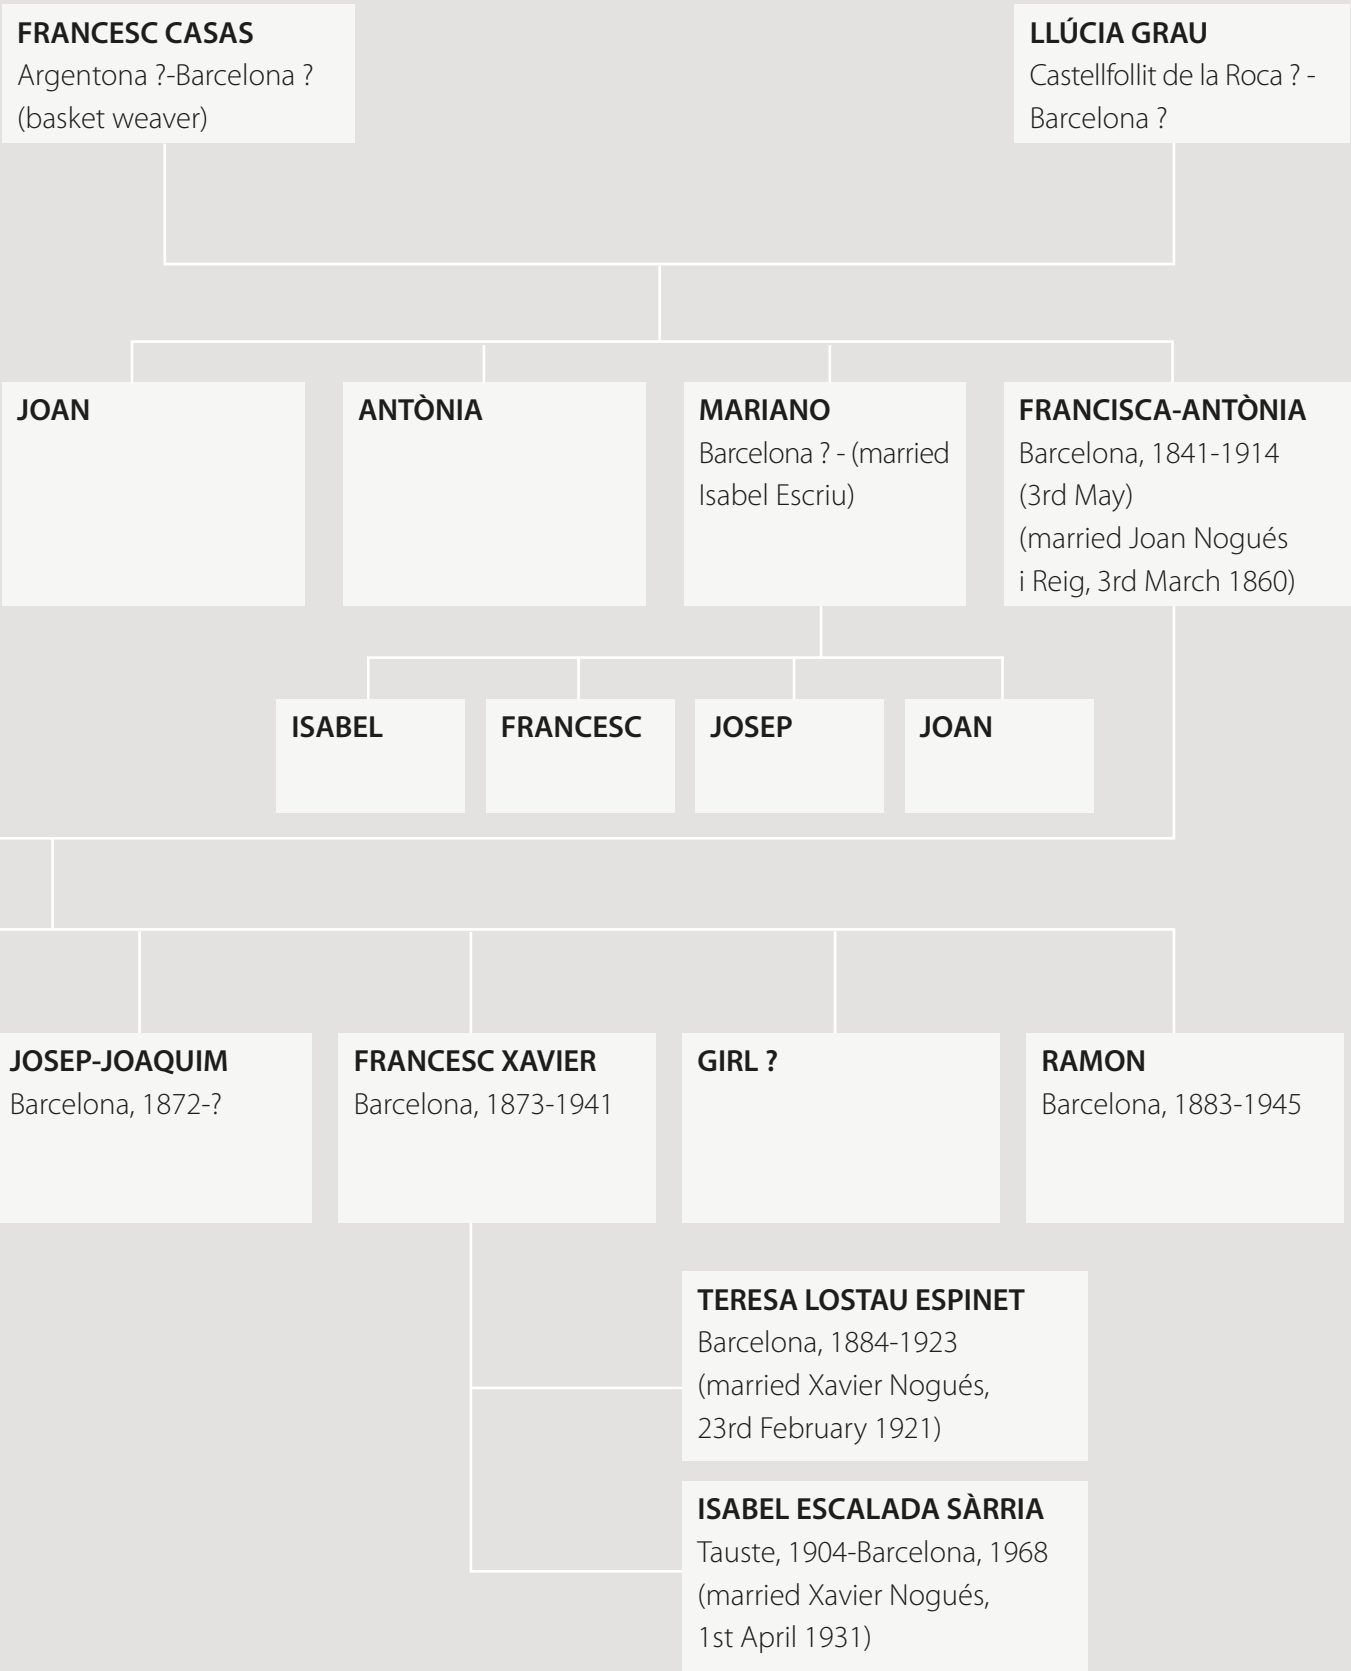 FRANCESC CASAS
Argentona ?-Barcelona ?
(basket weaver)
LLÚCIA GRAU
Castellfollit de la Roca ? -
Barcelona ?
JOAN
ANTÒNIA
MARIANO
Barcelona ? - (married
Isabel Escriu)
FRANCISCA-ANTÒNIA
Barcelona, 1841-1914
(3rd May)
(married Joan Nogués
i Reig, 3rd March 1860)
ISABEL
FRANCESC
JOSEP
JOAN
JOSEP-JOAQUIM
Barcelona, 1872-?
FRANCESC XAVIER
Barcelona, 1873-1941
GIRL ?
RAMON
Barcelona, 1883-1945
TERESA LOSTAU ESPINET
Barcelona, 1884-1923
(married Xavier Nogués,
23rd February 1921)
ISABEL ESCALADA SÀRRIA
Tauste, 1904-Barcelona, 1968
(married Xavier Nogués,
1st April 1931)